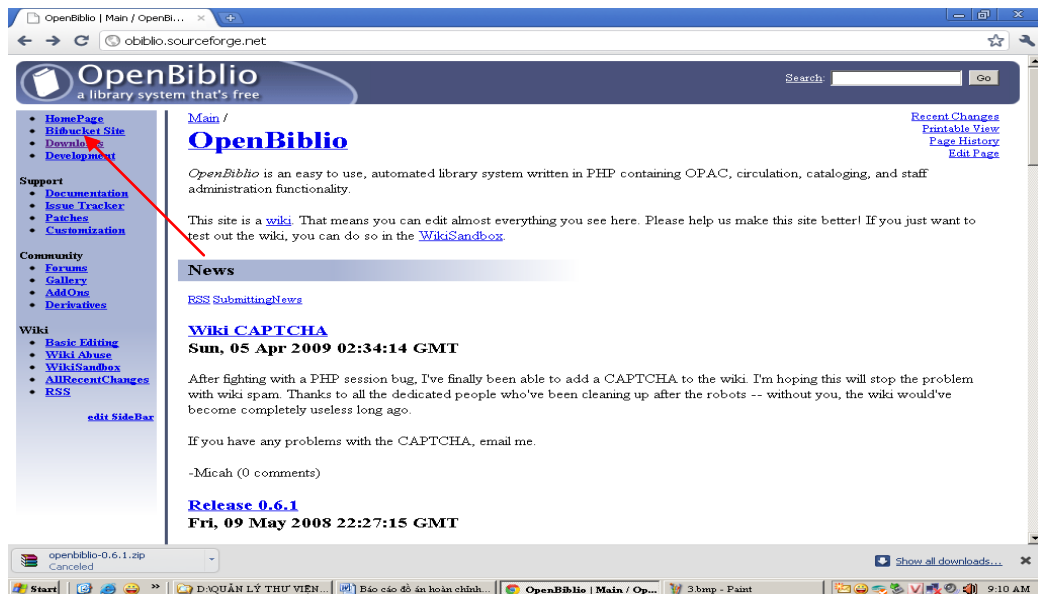 OpenBiblio | Main / OpenBi...
obiblio.sourceforge.net
OpenBiblio
a library system that's free
Search:
Go
HomePage
Bitbucket Site
Downloads
Development
Support
Documentation
Issue Tracker
Patches
Customization
Community
Forums
Gallery
AddOns
Derivatives
Wiki
Basic Editing
Wiki Abuse
WikiSandbox
AllRecentChanges
RSS
edit SideBar
Main /
OpenBiblio
Recent Changes
Printable View
Page History
Edit Page
OpenBiblio is an easy to use, automated library system written in PHP containing OPAC, circulation, cataloging, and staff
administration functionality.
This site is a wiki. That means you can edit almost everything you see here. Please help us make this site better! If you just want to
test out the wiki, you can do so in the WikiSandbox.
News
RSS SubmittingNews
Wiki CAPTCHA
Sun, 05 Apr 2009 02:34:14 GMT
After fighting with a PHP session bug, I've finally been able to add a CAPTCHA to the wiki. I'm hoping this will stop the problem
with wiki spam. Thanks to all the dedicated people who've been cleaning up after the robots -- without you, the wiki would've
become completely useless long ago.
If you have any problems with the CAPTCHA, email me.
-Micah (0 comments)
Release 0.6.1
Fri, 09 May 2008 22:27:15 GMT
openbiblio-0.6.1.zip
Canceled
Show all downloads...
Start
D:\QUẢN LÝ THƯ VIỆN...
Báo cáo đồ án hoàn chỉnh...
OpenBiblio | Main / Op...
3.bmp - Paint
9:10 AM